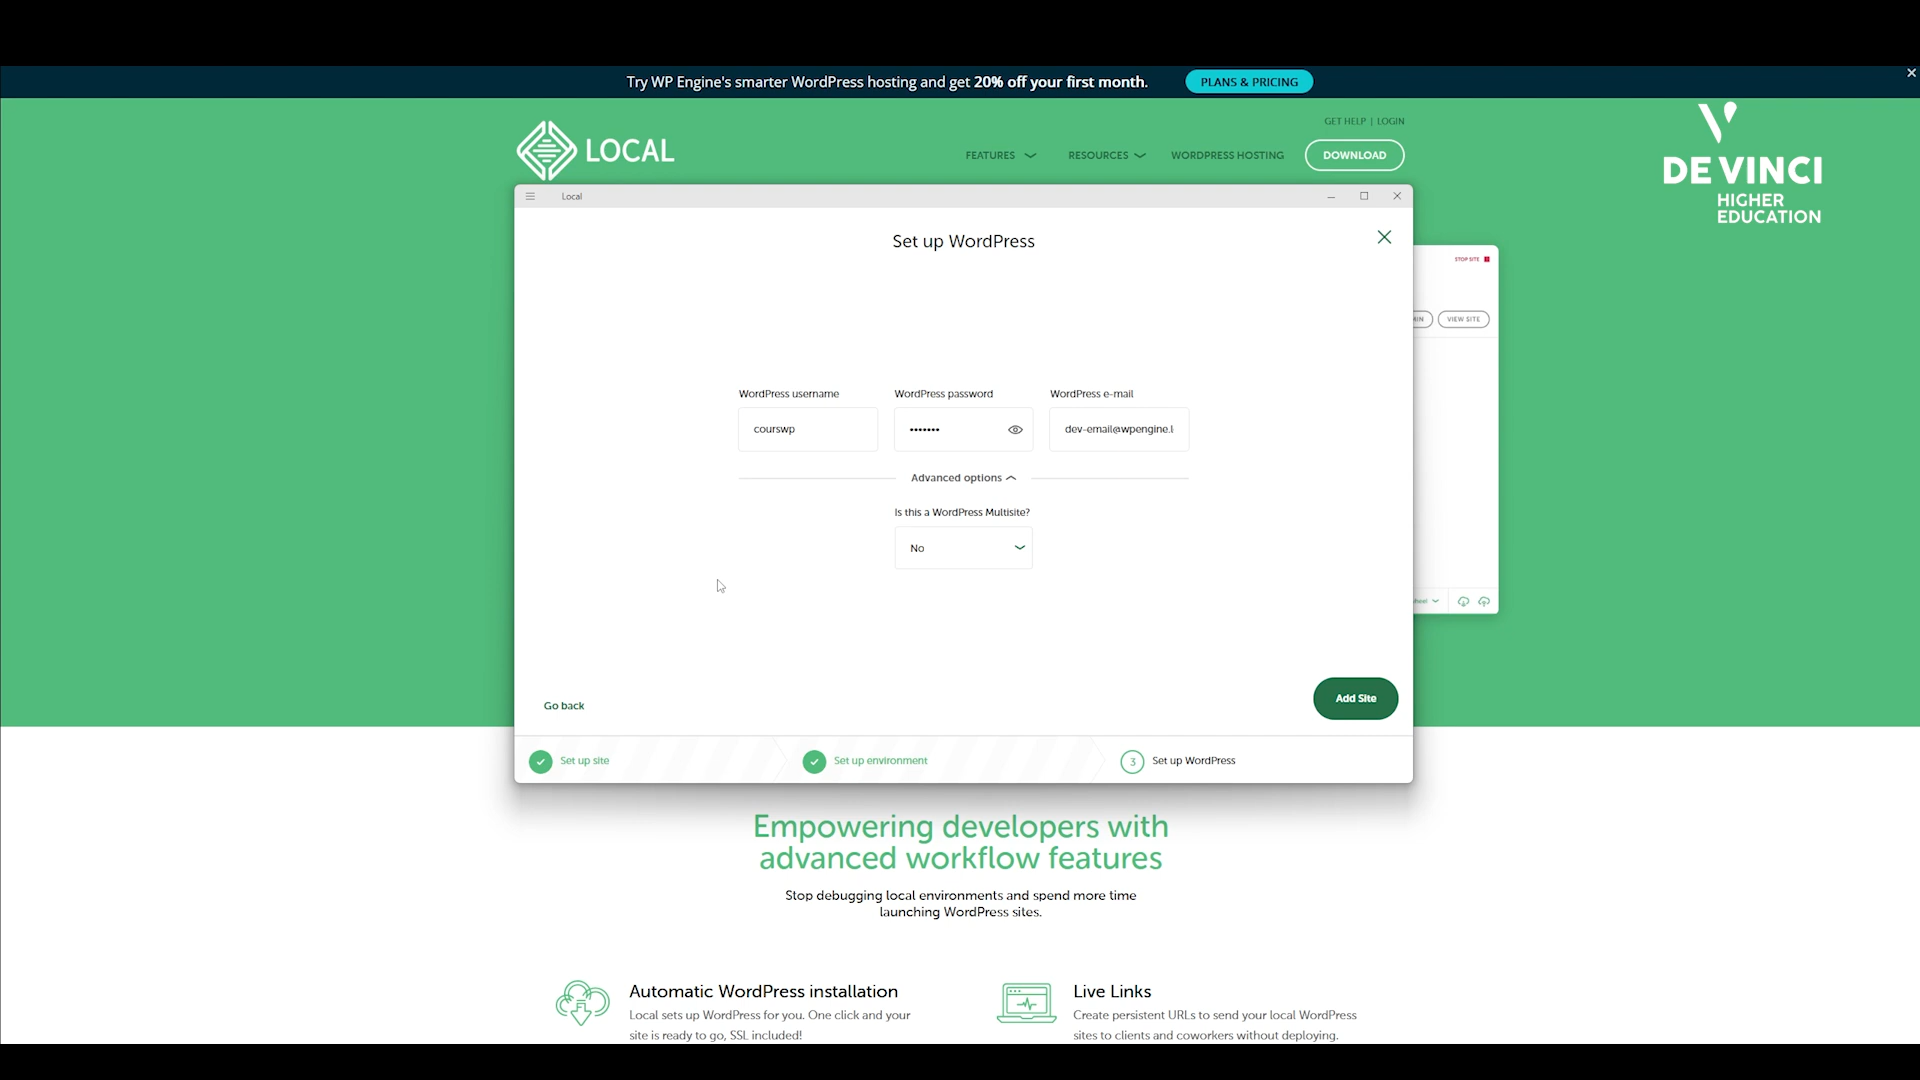 Try WP Engine's smarter WordPress hosting and get 20% off your first month.
PLANS & PRICING
GET HELP | LOGIN
LOCAL
FEATURES
RESOURCES
WORDPRESS HOSTING
DOWNLOAD
DE VINCI
HIGHER
EDUCATION
Local
Set up WordPress
STOP SITE
VIEW SITE
WordPress username
WordPress password
WordPress e-mail
courswp
•••••••
dev-email@wpengine.l
Advanced options
Is this a WordPress Multisite?
No
Go back
Add Site
Set up site
Set up environment
3
Set up WordPress
Empowering developers with
advanced workflow features
Stop debugging local environments and spend more time
launching WordPress sites.
Automatic WordPress installation
Local sets up WordPress for you. One click and your
site is ready to go, SSL included!
Live Links
Create persistent URLs to send your local WordPress
sites to clients and coworkers without deploying.